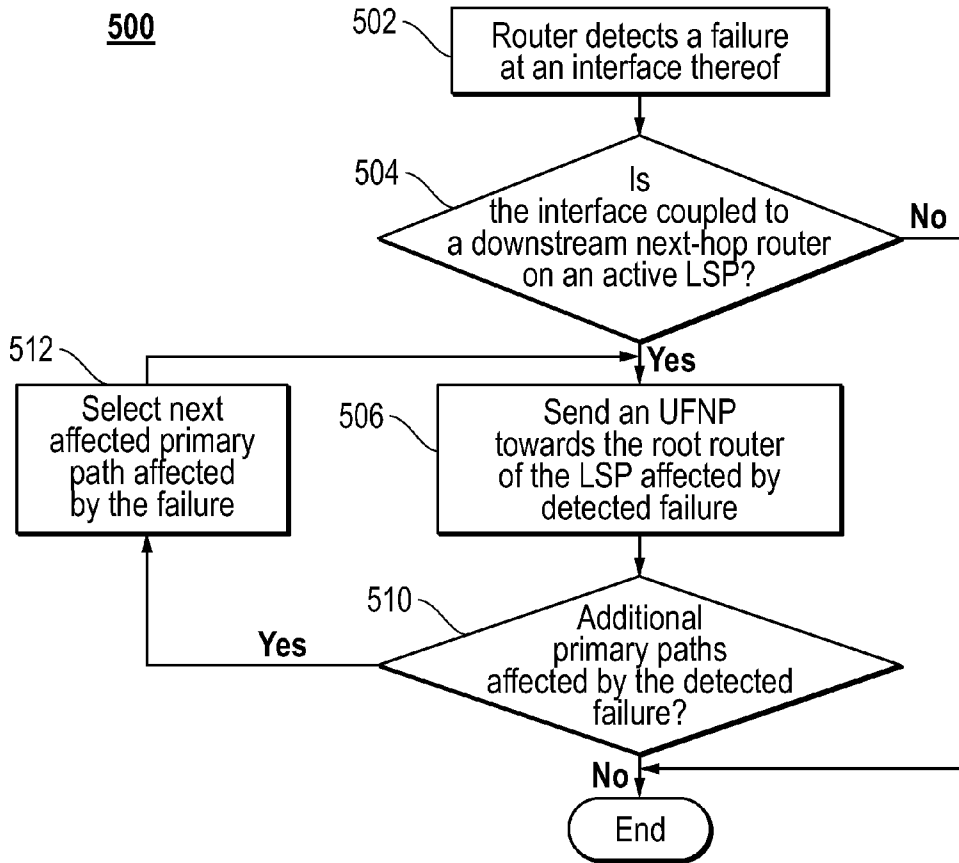 500
502
Router detects a failure
at an interface thereof
504
Is
the interface coupled to
a downstream next-hop router
on an active LSP?
No
Yes
512
Select next
affected primary
path affected
by the failure
506
Send an UFNP
towards the root router
of the LSP affected by
detected failure
510
Additional
primary paths
affected by the detected
failure?
Yes
No
End